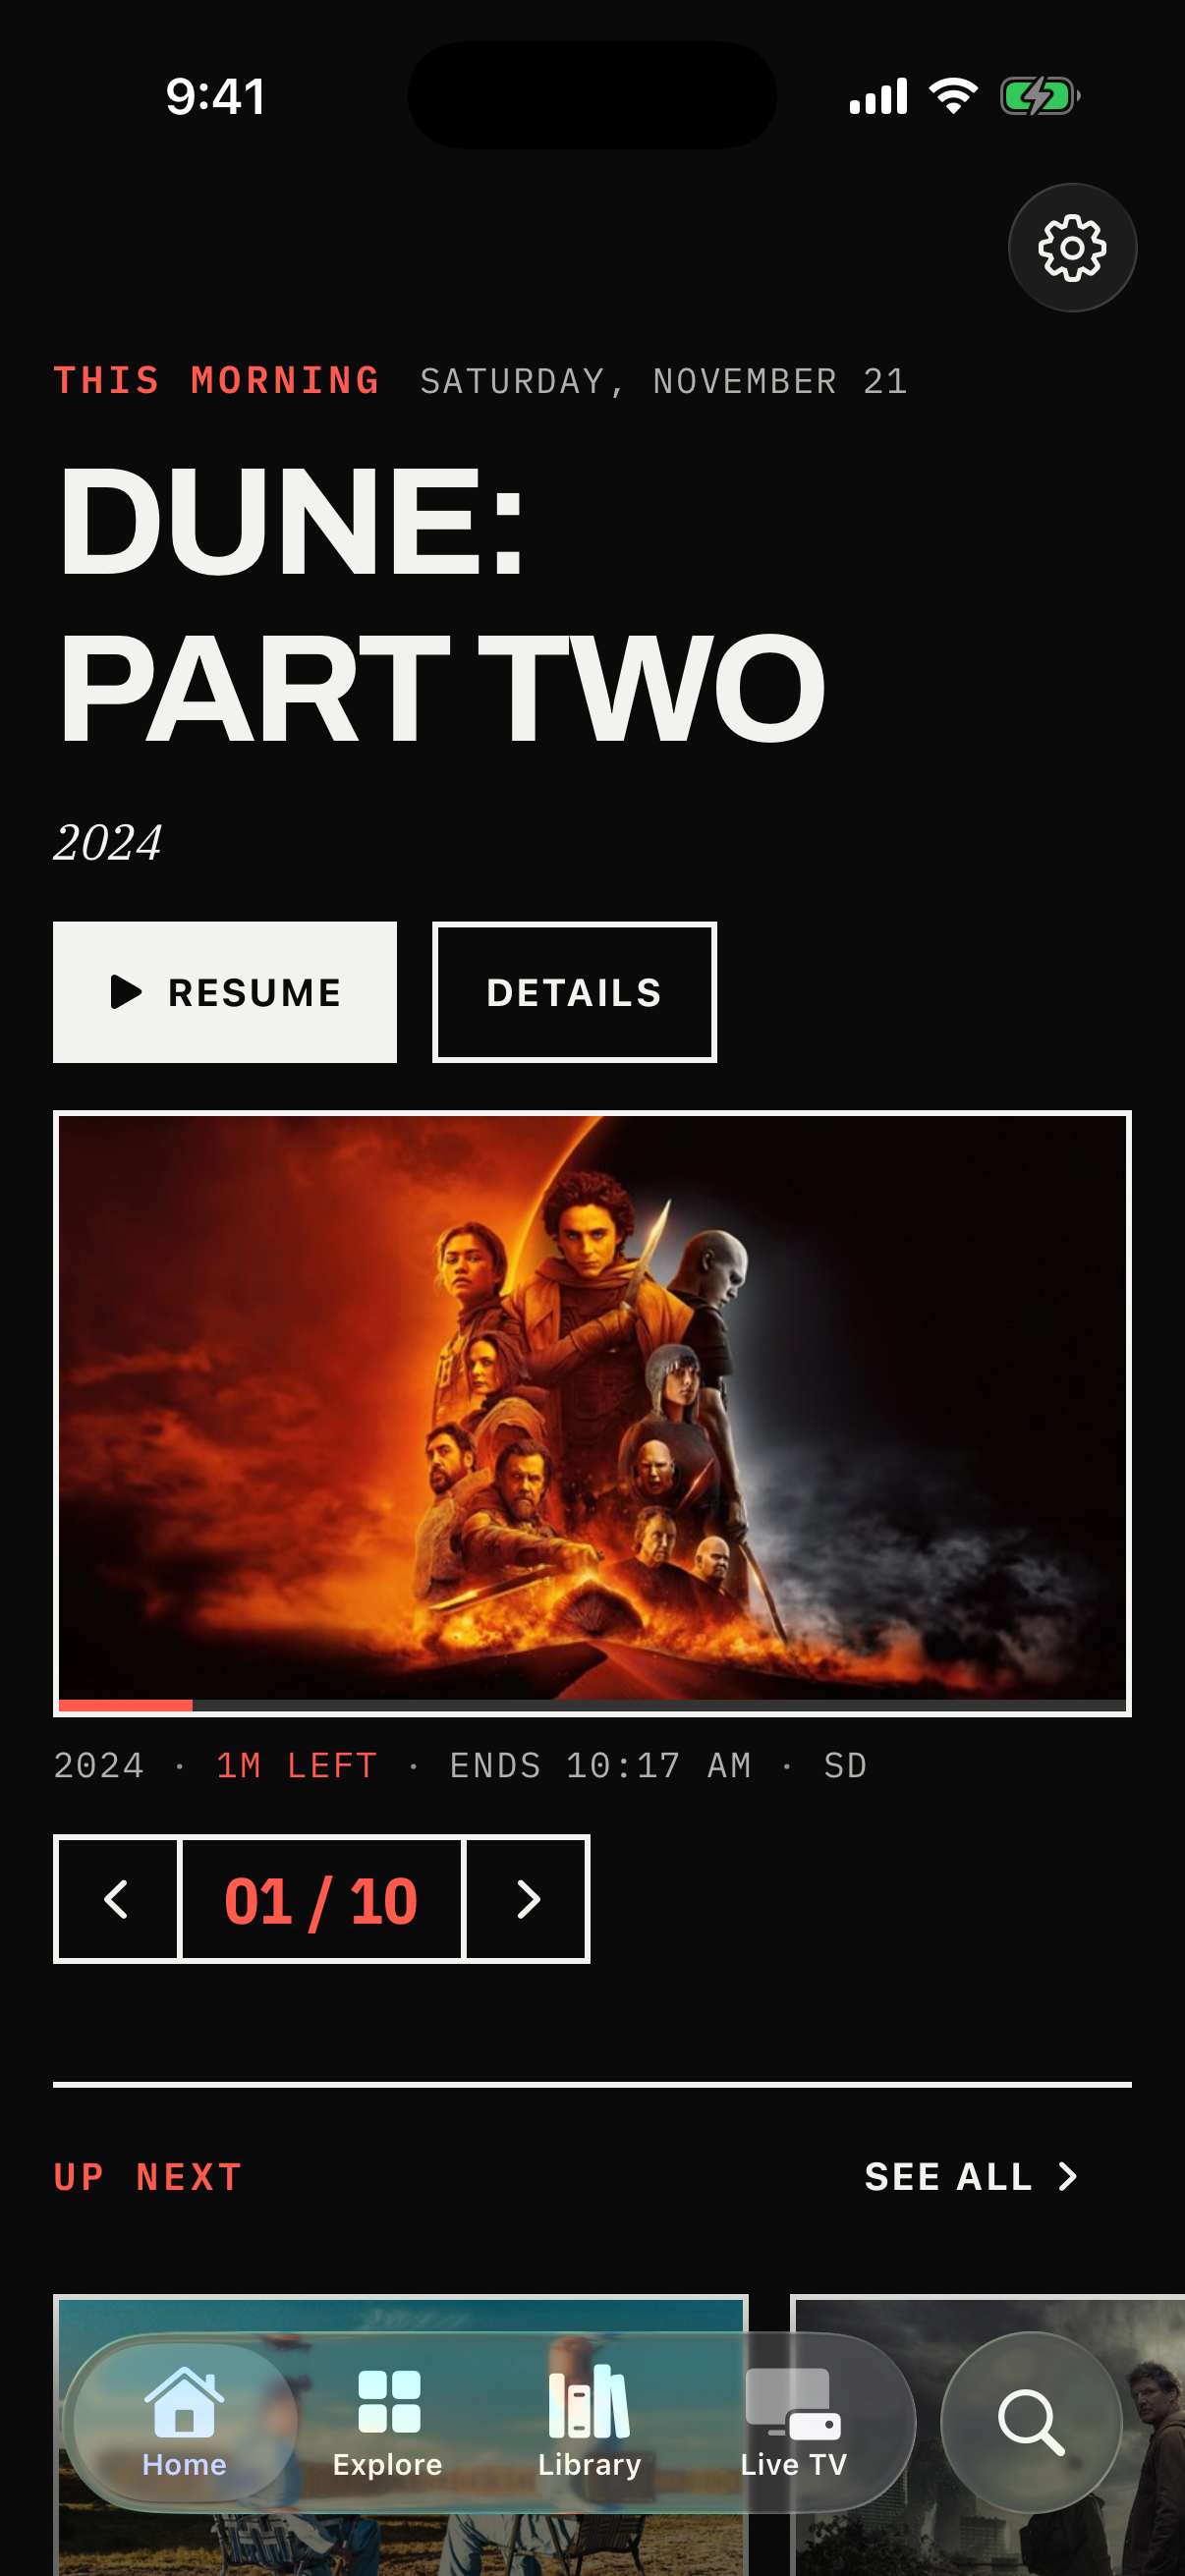 9:41
THIS MORNING SATURDAY, NOVEMBER 21
DUNE:
PART TWO
2024
RESUME DETAILS
2024 · 1M LEFT · ENDS 10:17 AM · SD
01 / 10
UP NEXT SEE ALL
Home Explore Library Live TV